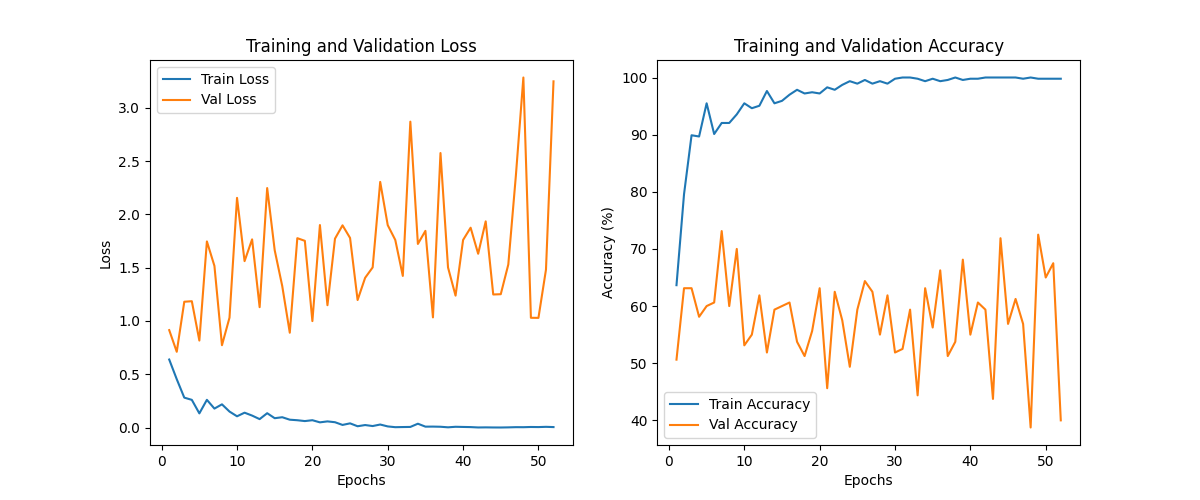 Training and Validation Loss
Train Loss
Val Loss
Loss
3.0
2.5
2.0
1.5
1.0
0.5
0.0
0 10 20 30 40 50
Epochs
Training and Validation Accuracy
Accuracy (%)
100
90
80
70
60
50
40
Train Accuracy
Val Accuracy
0 10 20 30 40 50
Epochs